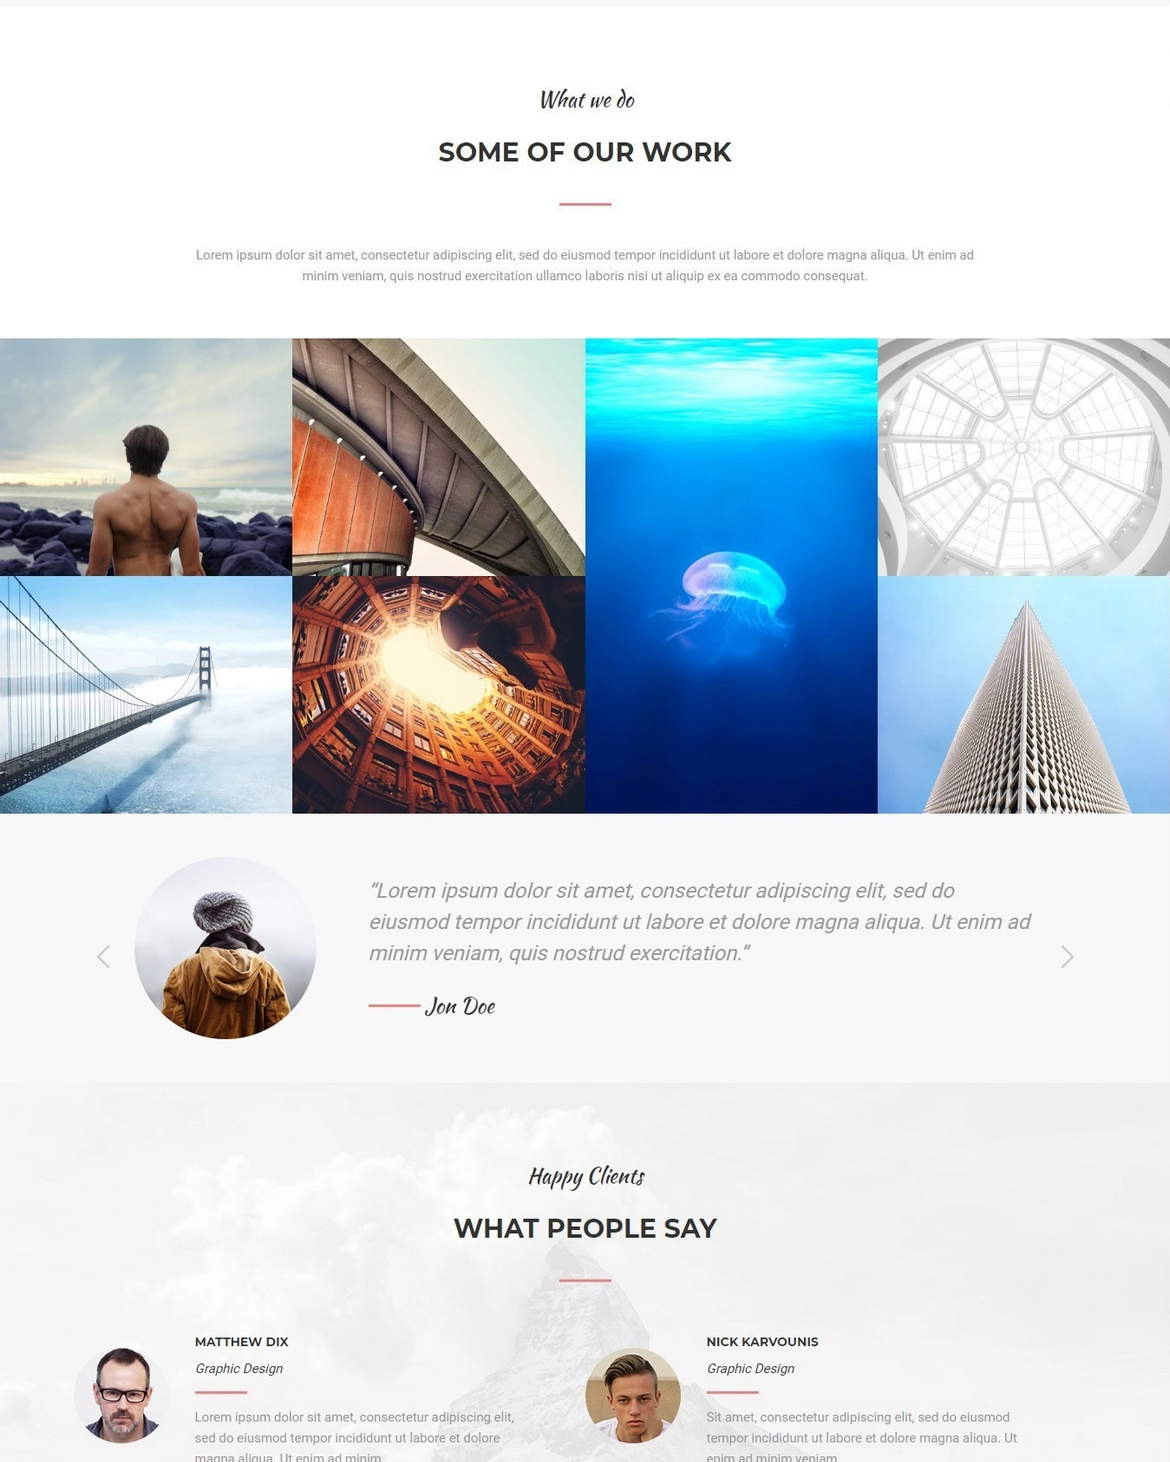 What we do
SOME OF OUR WORK
Lorem ipsum dolor sit amet, consectetur adipiscing elit, sed do eiusmod tempor incididunt ut labore et dolore magna aliqua. Ut enim ad
minim veniam, quis nostrud exercitation ullamco laboris nisi ut aliquip ex ea commodo consequat.
“Lorem ipsum dolor sit amet, consectetur adipiscing elit, sed do
eiusmod tempor incididunt ut labore et dolore magna aliqua. Ut enim ad
minim veniam, quis nostrud exercitation.”
Jon Doe
Happy Clients
WHAT PEOPLE SAY
MATTHEW DIX
Graphic Design
Lorem ipsum dolor sit amet, consectetur adipiscing elit,
sed do eiusmod tempor incididunt ut labore et dolore
magna aliqua. Ut enim ad minim
NICK KARVOUNIS
Graphic Design
Sit amet, consectetur adipiscing elit, sed do eiusmod
tempor incididunt ut labore et dolore magna aliqua. Ut
enim ad minim veniam